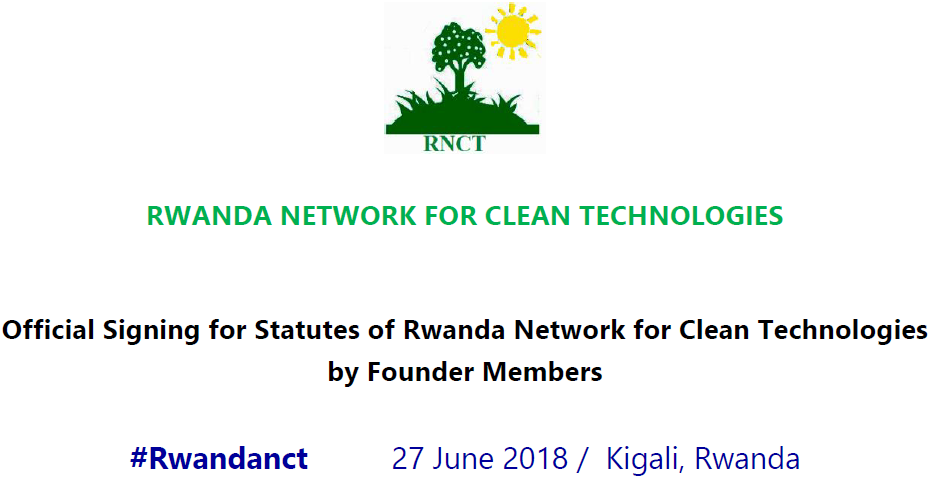 RNCT
RWANDA NETWORK FOR CLEAN TECHNOLOGIES
Official Signing for Statutes of Rwanda Network for Clean Technologies
by Founder Members
#Rwandanct 27 June 2018 / Kigali, Rwanda